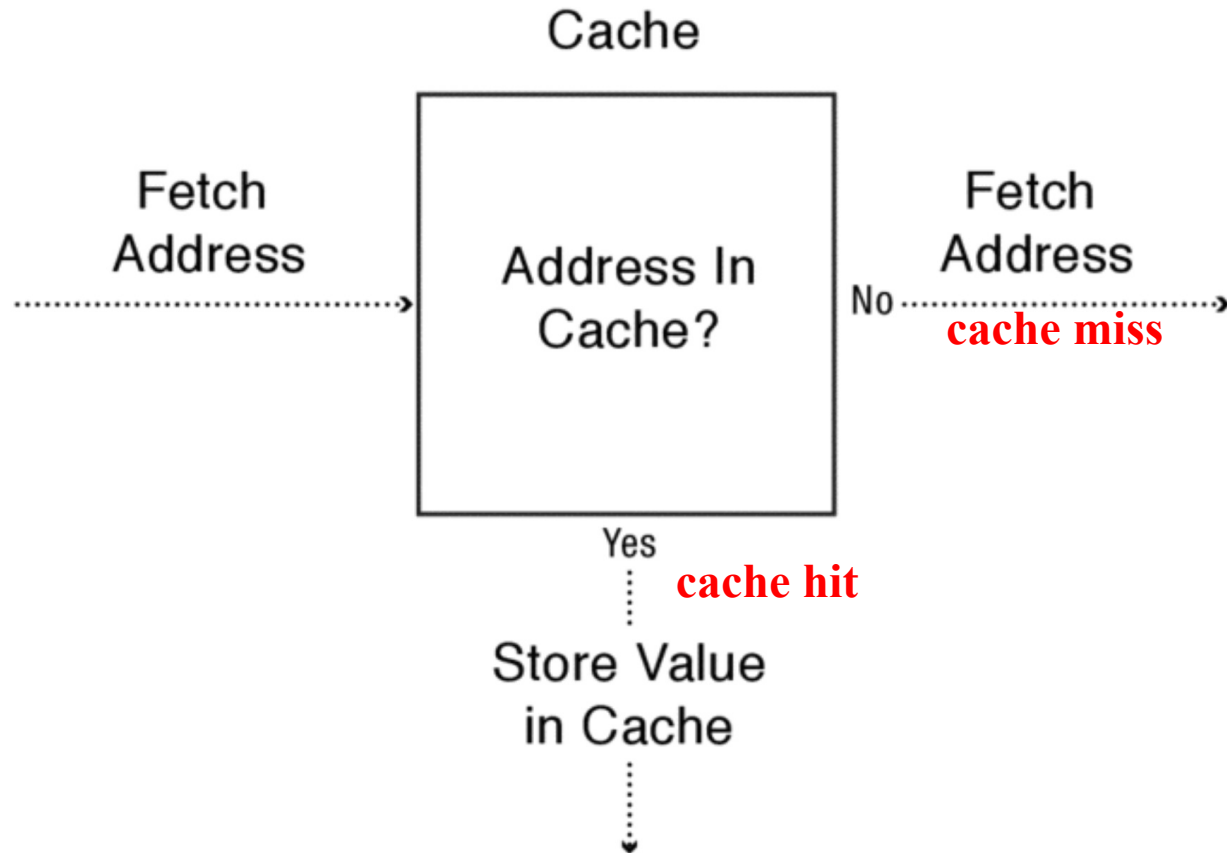 Cache
Fetch
Address
Address In
Cache?
Fetch
Address
No
cache miss
Yes
cache hit
Store Value
in Cache